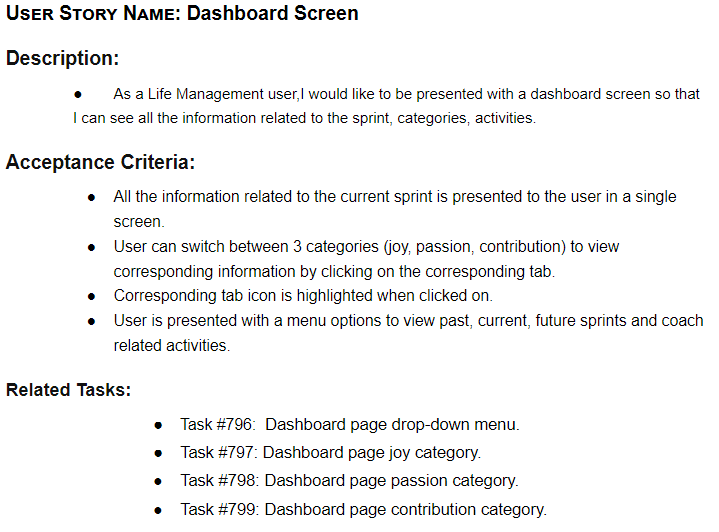 USER STORY NAME: Dashboard Screen
Description:
● As a Life Management user,I would like to be presented with a dashboard screen so that
I can see all the information related to the sprint, categories, activities.
Acceptance Criteria:
● All the information related to the current sprint is presented to the user in a single
screen.
● User can switch between 3 categories (joy, passion, contribution) to view
corresponding information by clicking on the corresponding tab.
● Corresponding tab icon is highlighted when clicked on.
● User is presented with a menu options to view past, current, future sprints and coach
related activities.
Related Tasks:
● Task #796:  Dashboard page drop-down menu.
● Task #797: Dashboard page joy category.
● Task #798: Dashboard page passion category.
● Task #799: Dashboard page contribution category.